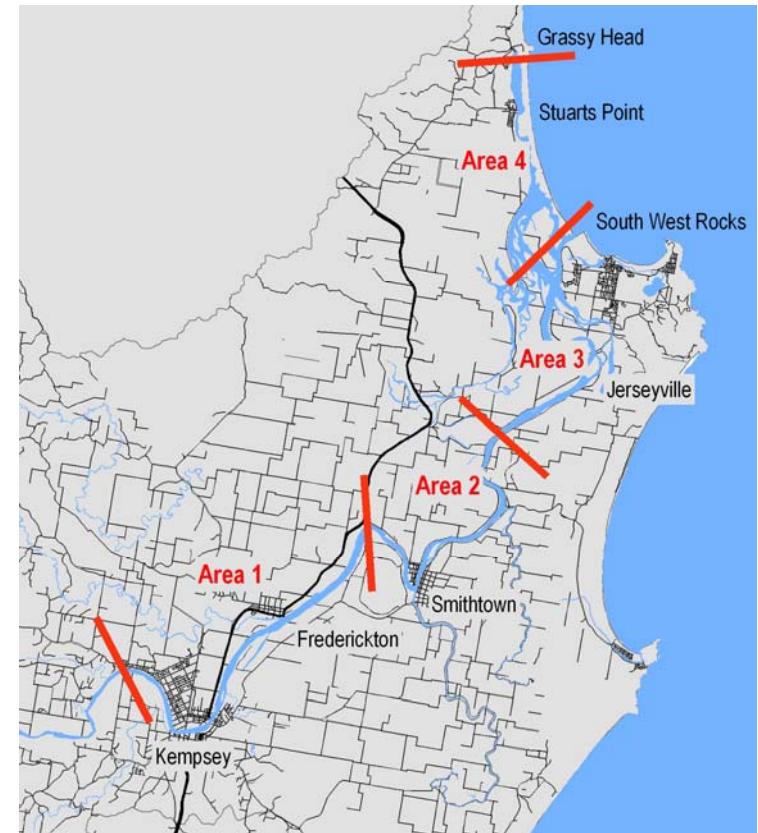 Grassy Head
Stuarts Point
Area 4
South West Rocks
Area 3
Jerseyville
Area 2
Area 1
Smithtown
Frederickton
Kempsey